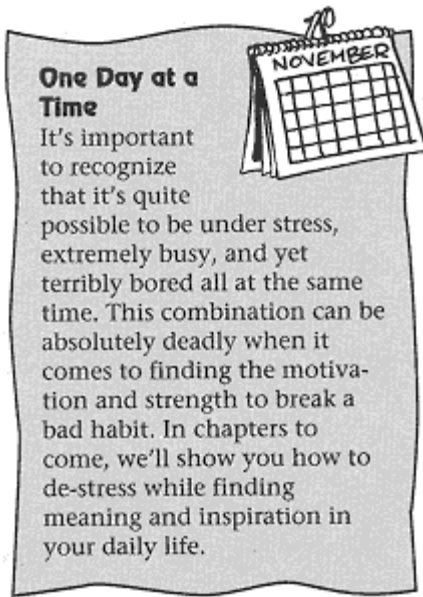 NOVEMBER
One Day at a
Time
It's important
to recognize
that it's quite
possible to be under stress,
extremely busy, and yet
terribly bored all at the same
time. This combination can be
absolutely deadly when it
comes to finding the motiva-
tion and strength to break a
bad habit. In chapters to
come, we'll show you how to
de-stress while finding
meaning and inspiration in
your daily life.